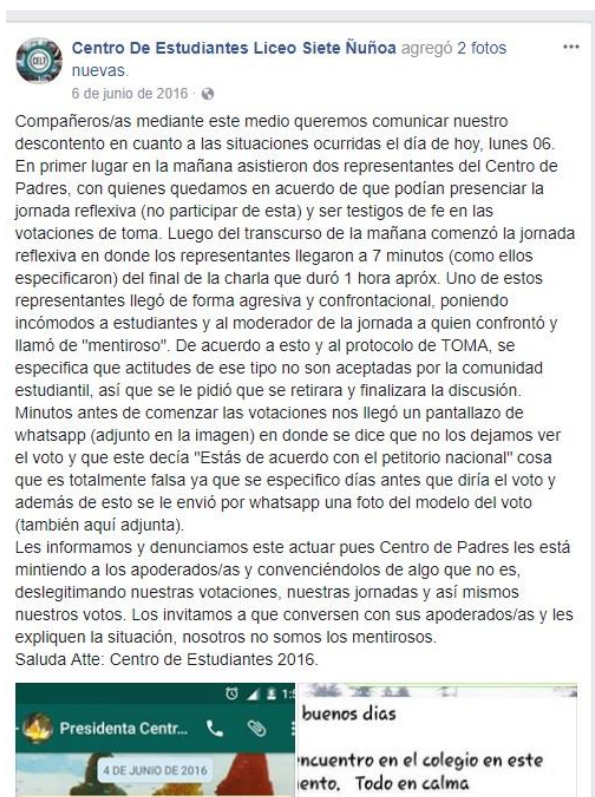 CEL7
Centro De Estudiantes Liceo Siete Ñuñoa agregó 2 fotos
nuevas.
6 de junio de 2016 ·
Compañeros/as mediante este medio queremos comunicar nuestro
descontento en cuanto a las situaciones ocurridas el día de hoy, lunes 06.
En primer lugar en la mañana asistieron dos representantes del Centro de
Padres, con quienes quedamos en acuerdo de que podían presenciar la
jornada reflexiva (no participar de esta) y ser testigos de fe en las
votaciones de toma. Luego del transcurso de la mañana comenzó la jornada
reflexiva en donde los representantes llegaron a 7 minutos (como ellos
especificaron) del final de la charla que duró 1 hora apróx. Uno de estos
representantes llegó de forma agresiva y confrontacional, poniendo
incómodos a estudiantes y al moderador de la jornada a quien confrontó y
llamó de "mentiroso". De acuerdo a esto y al protocolo de TOMA, se
especifica que actitudes de ese tipo no son aceptadas por la comunidad
estudiantil, así que se le pidió que se retirara y finalizara la discusión.
Minutos antes de comenzar las votaciones nos llegó un pantallazo de
whatsapp (adjunto en la imagen) en donde se dice que no los dejamos ver
el voto y que este decía "Estás de acuerdo con el petitorio nacional" cosa
que es totalmente falsa ya que se especifico días antes que diría el voto y
además de esto se le envió por whatsapp una foto del modelo del voto
(también aquí adjunta).
Les informamos y denunciamos este actuar pues Centro de Padres les está
mintiendo a los apoderados/as y convenciéndolos de algo que no es,
deslegitimando nuestras votaciones, nuestras jornadas y así mismos
nuestros votos. Los invitamos a que conversen con sus apoderados/as y les
expliquen la situación, nosotros no somos los mentirosos.
Saluda Atte: Centro de Estudiantes 2016.
Presidenta Centr...
4 DE JUNIO DE 2016
buenos dias
ncuentro en el colegio en este
ento, Todo en calma